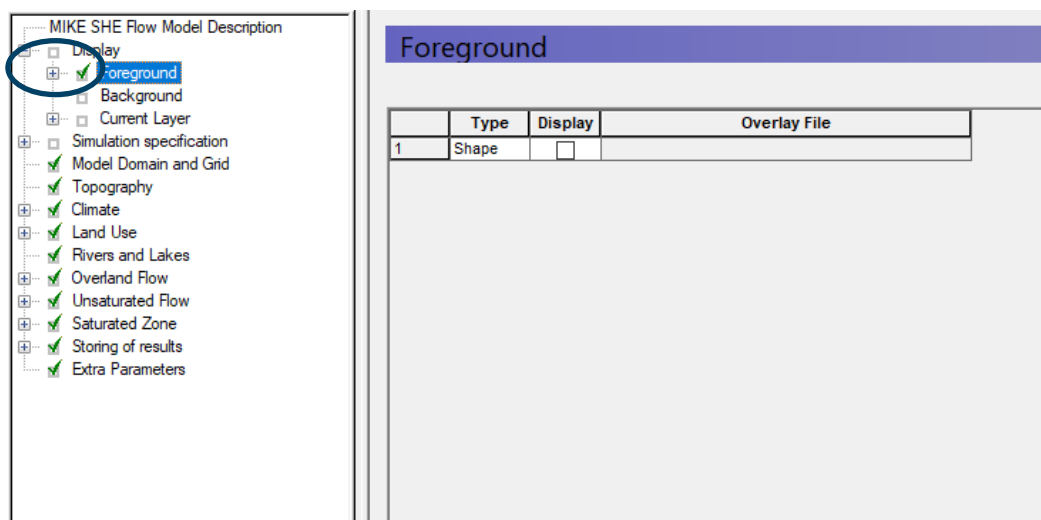 MIKE SHE Flow Model Description
Display
Foreground
Background
Current Layer
Simulation specification
Model Domain and Grid
Topography
Climate
Land Use
Rivers and Lakes
Overland Flow
Unsaturated Flow
Saturated Zone
Storing of results
Extra Parameters
Foreground
Type Display Overlay File
1 Shape